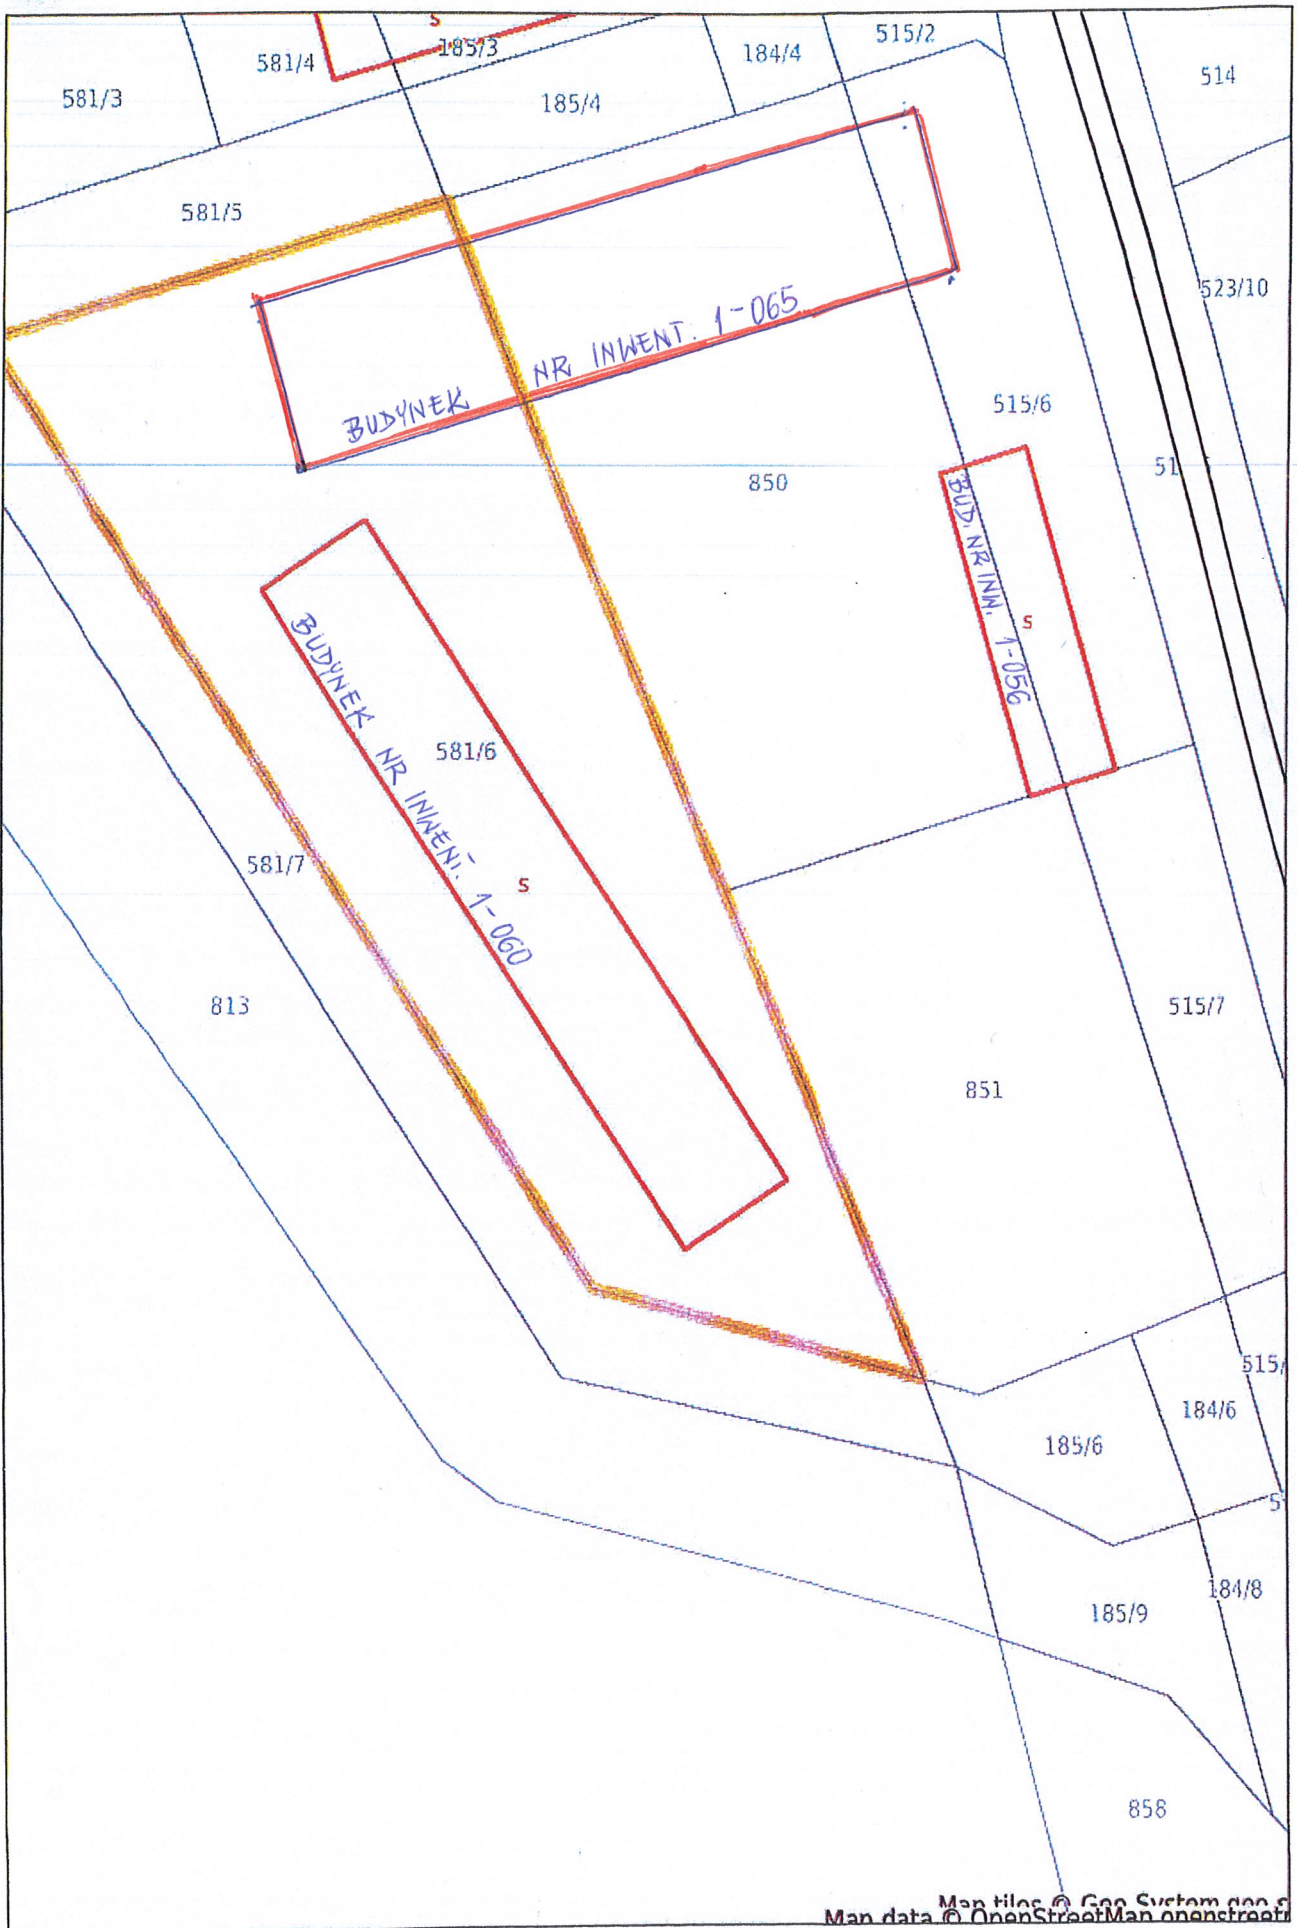 s
185/3
515/2
581/4
184/4
514
581/3
185/4
581/5
523/10
BUDYNEK NR INWENT. 1-065
515/6
850
BUD. NR INW. 1-056
s
BUDYNEK NR INWENT. 1-060
581/6
s
581/7
813
515/7
851
515/
184/6
185/6
184/8
185/9
858
Map tiles © Geo System
Map data © OpenStreetMap